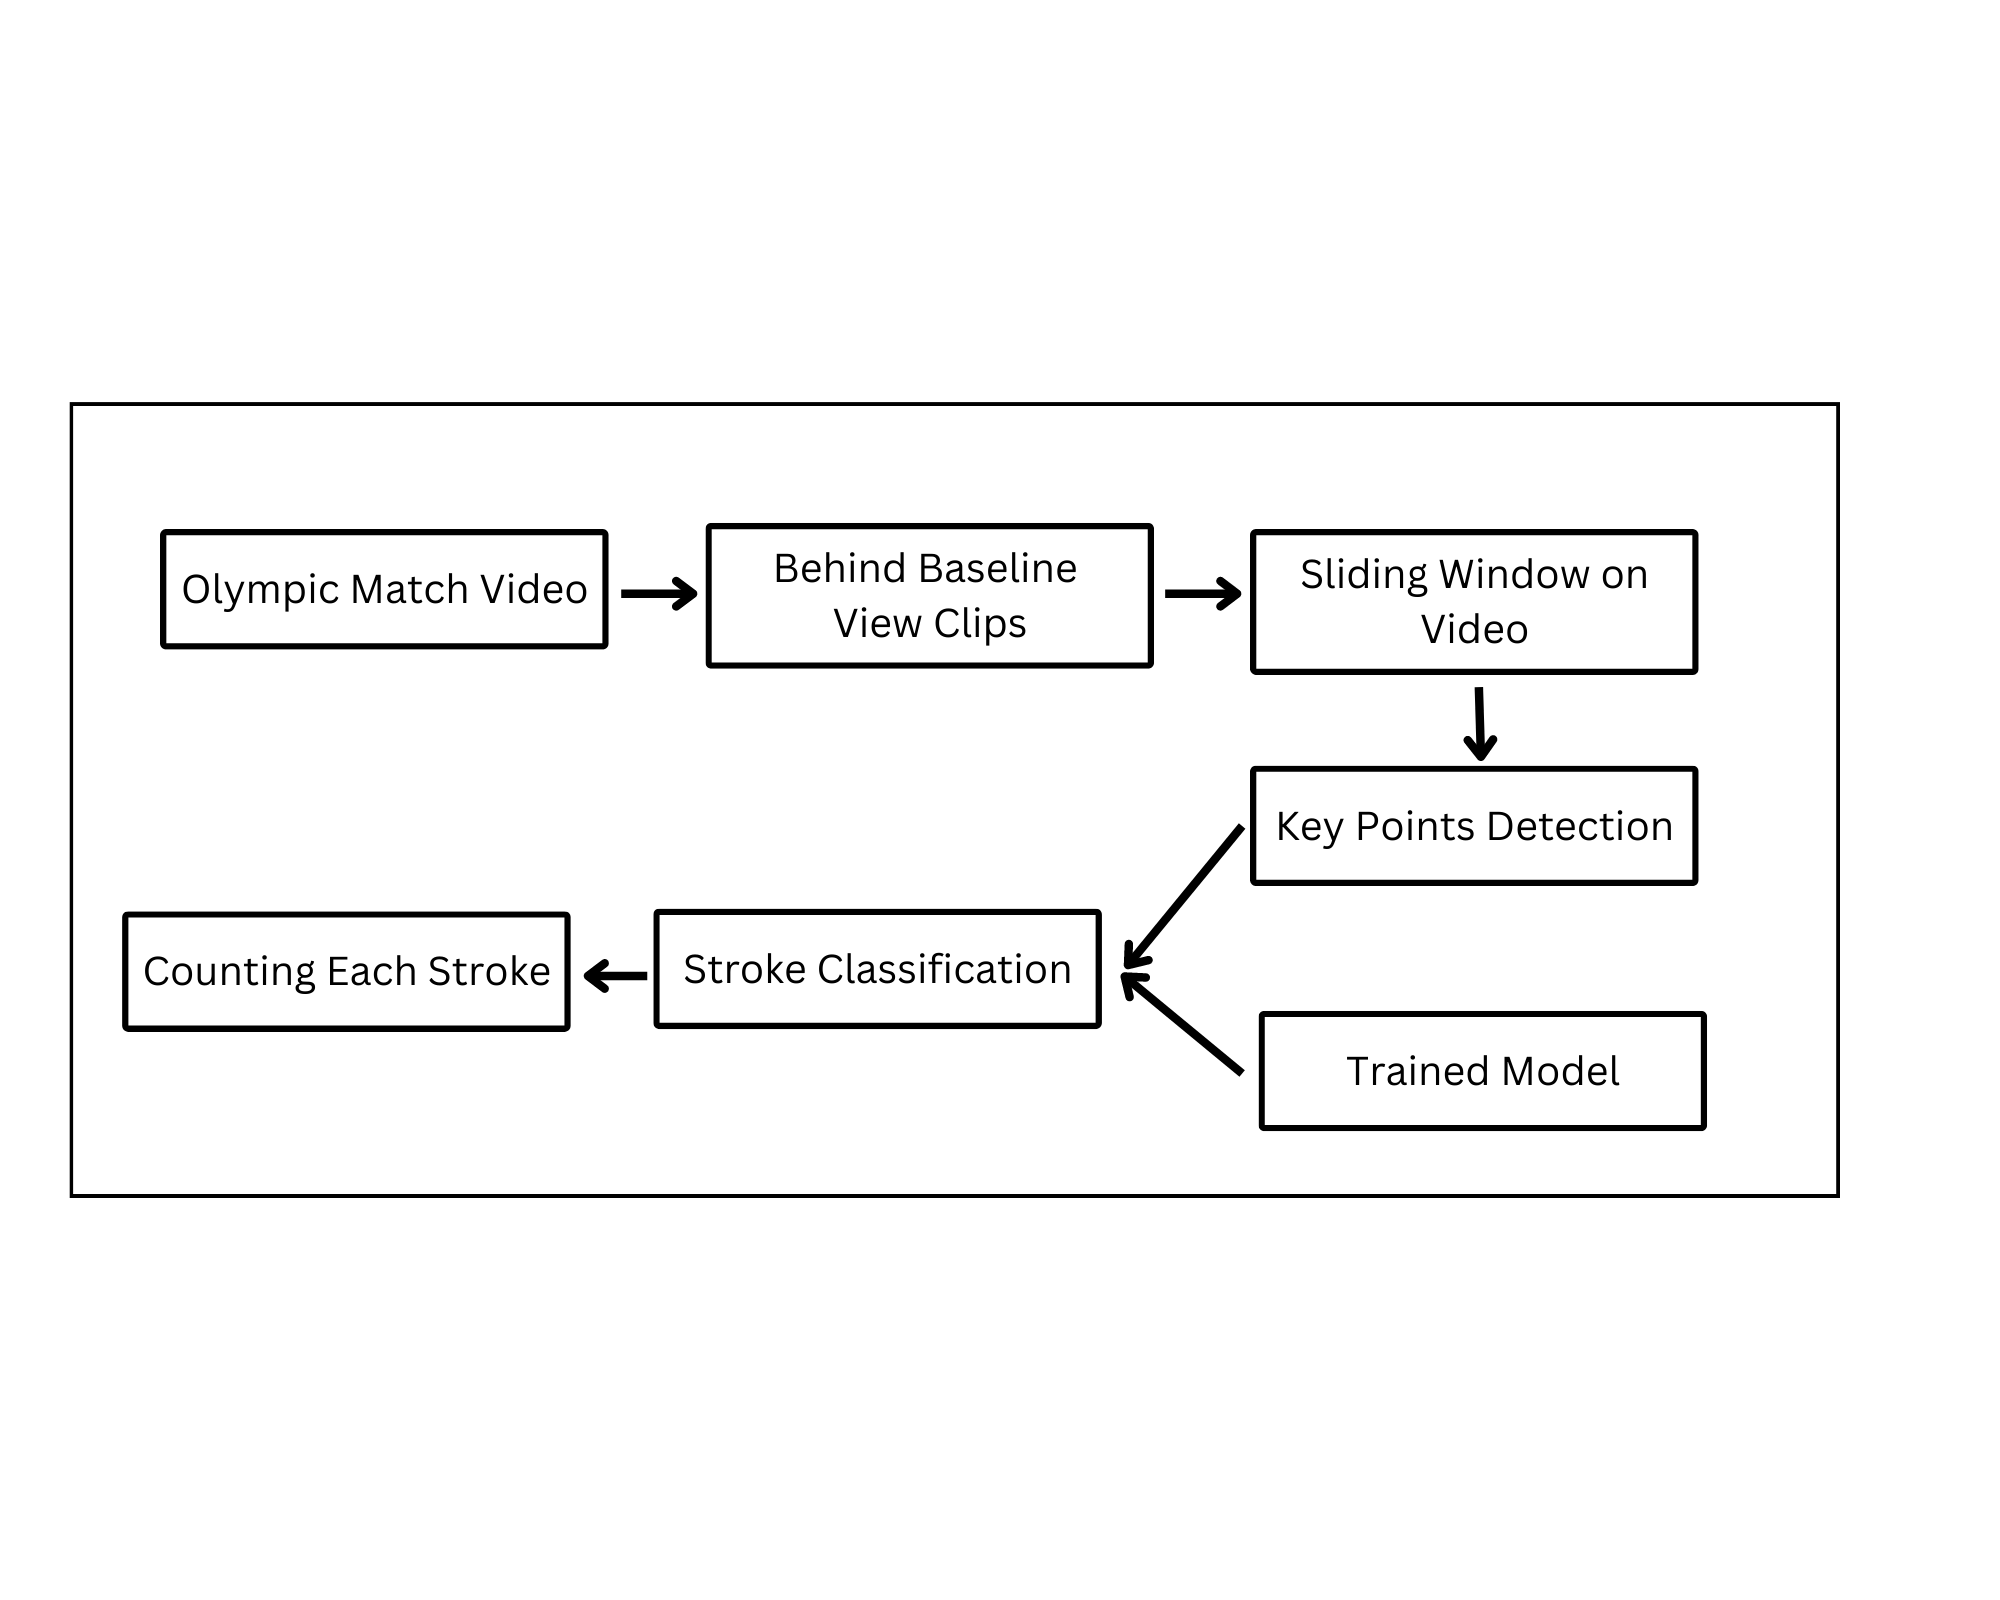 Olympic Match Video
Behind Baseline
View Clips
Sliding Window on
Video
Key Points Detection
Trained Model
Stroke Classification
Counting Each Stroke